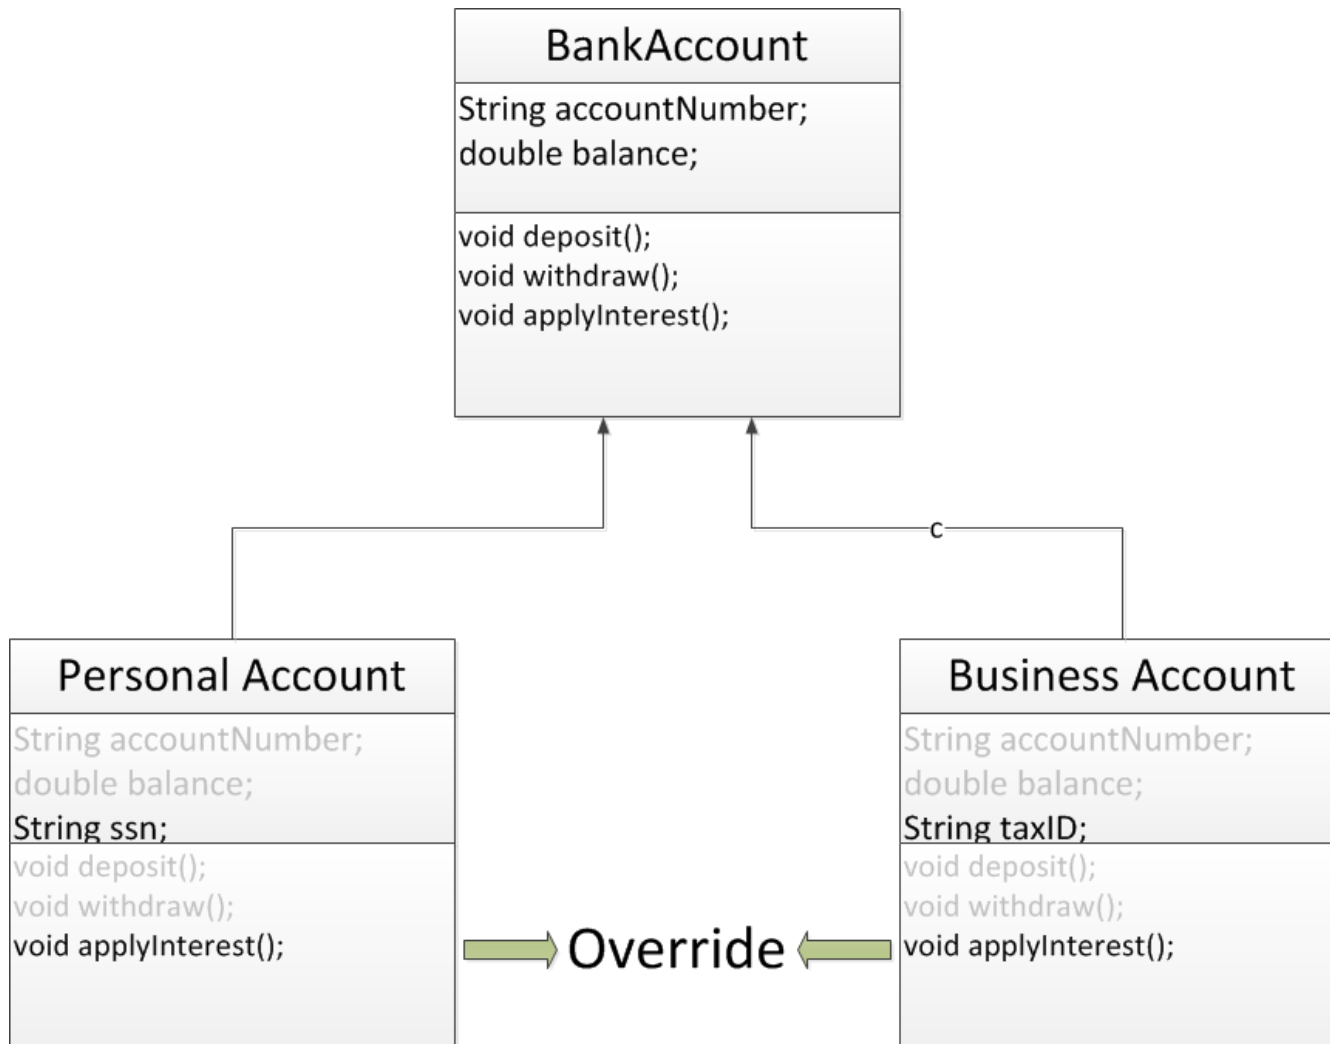 BankAccount
String accountNumber;
double balance;
void deposit();
void withdraw();
void applyInterest();
c
Personal Account
String accountNumber;
double balance;
String ssn;
void deposit();
void withdraw();
void applyInterest();
Override
Business Account
String accountNumber;
double balance;
String taxID;
void deposit();
void withdraw();
void applyInterest();